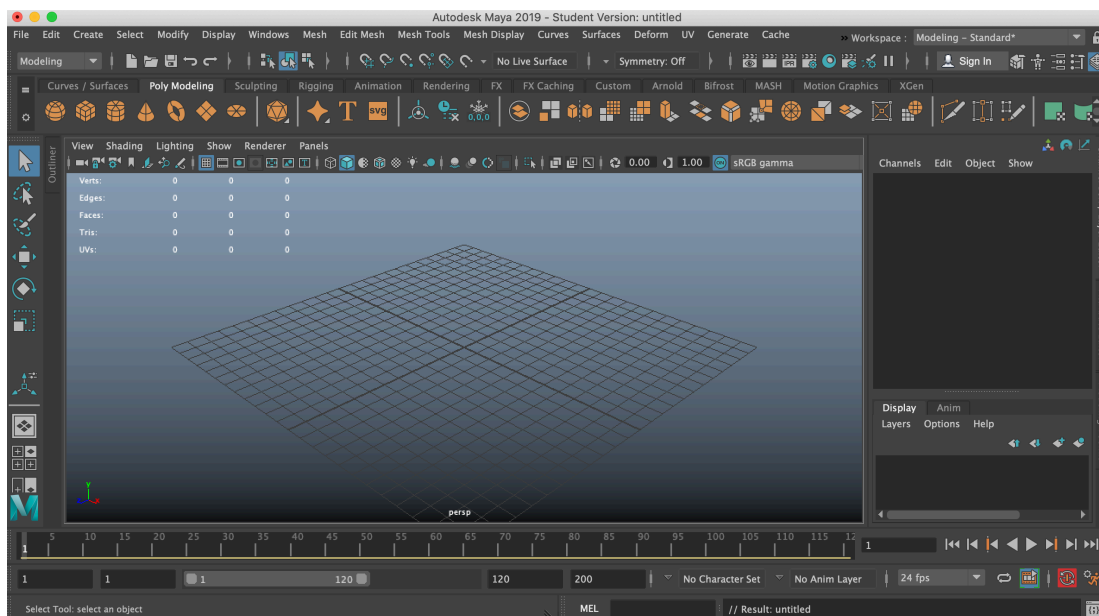 Autodesk Maya 2019 - Student Version: untitled
File Edit Create Select Modify Display Windows Mesh Edit Mesh Mesh Tools Mesh Display Curves Surfaces Deform UV Generate Cache » Workspace : Modeling - Standard*
Modeling No Live Surface Symmetry: Off Sign In
Curves / Surfaces Poly Modeling Sculpting Rigging Animation Rendering FX FX Caching Custom Arnold Bifrost MASH Motion Graphics XGen
T svg 0,0,0
Outliner
View Shading Lighting Show Renderer Panels
0.00 1.00 ON sRGB gamma
Channels Edit Object Show
Verts: 0 0 0
Edges: 0 0 0
Faces: 0 0 0
Tris: 0 0 0
UVs: 0 0 0
Display Anim
Layers Options Help
y
persp
M
5 10 15 20 25 30 35 40 45 50 55 60 65 70 75 80 85 90 95 100 105 110 115 12
1 1
1 1 1 120 120 200 No Character Set No Anim Layer 24 fps
Select Tool: select an object MEL // Result: untitled